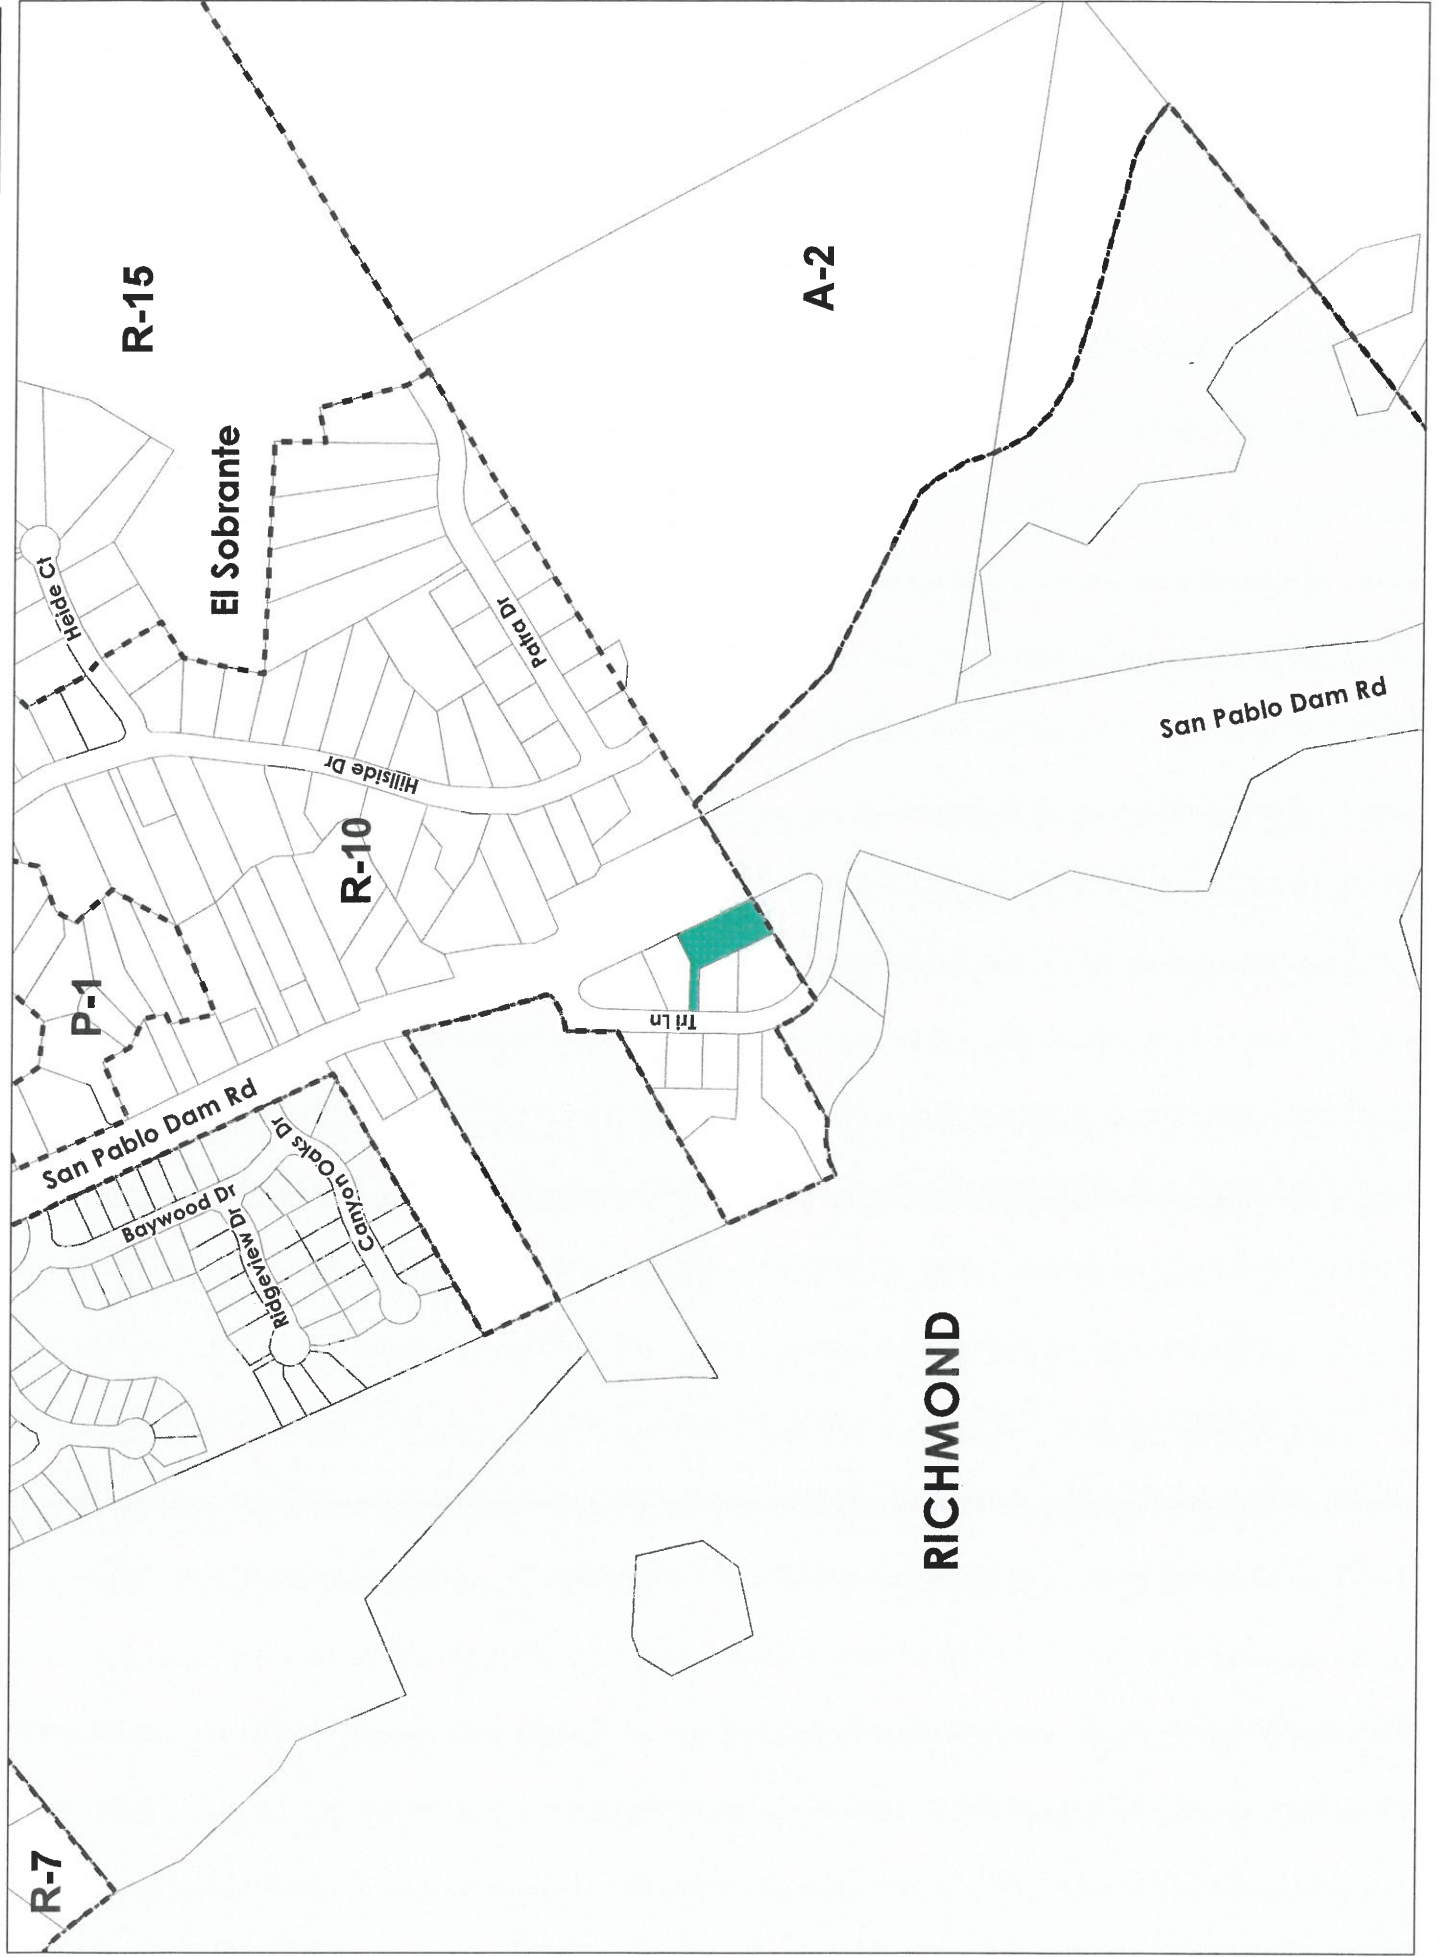 R-7
RICHMOND
San Pablo Dam Rd
Baywood Dr
Ridgeview Dr
Canyon Oaks Dr
P-1
Tri Ln
R-10
Hillside Dr
San Pablo Dam Rd
Heide Ct
Patra Dr
El Sobrante
R-15
A-2